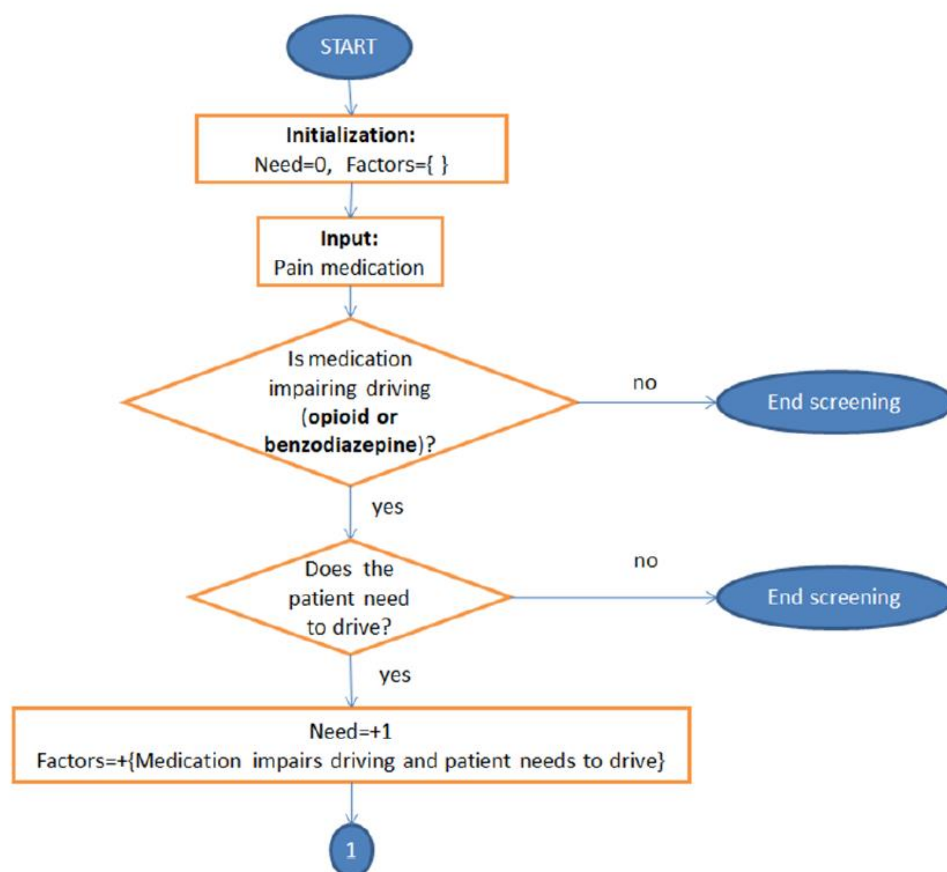 START
Initialization:
Need=0, Factors={ }
Input:
Pain medication
Is medication
impairing driving
(opioid or
benzodiazepine)?
no
End screening
yes
Does the
patient need
to drive?
no
End screening
yes
Need=+1
Factors=+{Medication impairs driving and patient needs to drive}
1